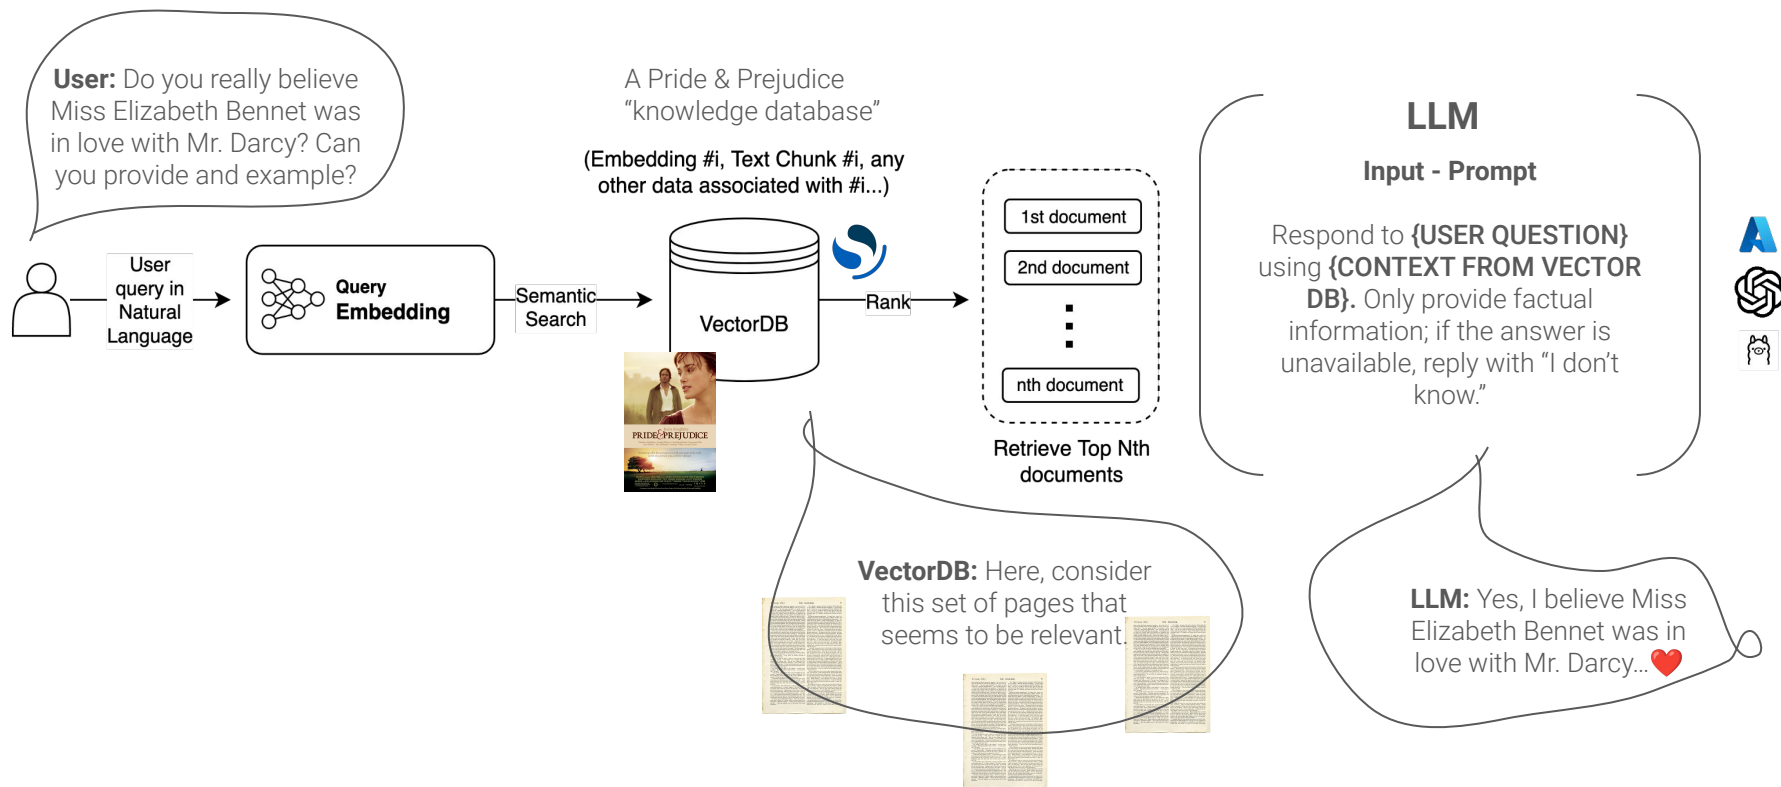 User: Do you really believe
Miss Elizabeth Bennet was
in love with Mr. Darcy? Can
you provide and example?
User
query in
Natural
Language
Query
Embedding
Semantic
Search
A Pride & Prejudice
“knowledge database”
(Embedding #i, Text Chunk #i, any
other data associated with #i...)
VectorDB
PRIDE & PREJUDICE
Rank
1st document
2nd document
nth document
Retrieve Top Nth
documents
VectorDB: Here, consider
this set of pages that
seems to be relevant.
LLM
Input - Prompt
Respond to {USER QUESTION}
using {CONTEXT FROM VECTOR
DB}. Only provide factual
information; if the answer is
unavailable, reply with “I don’t
know.”
LLM: Yes, I believe Miss
Elizabeth Bennet was in
love with Mr. Darcy...❤️